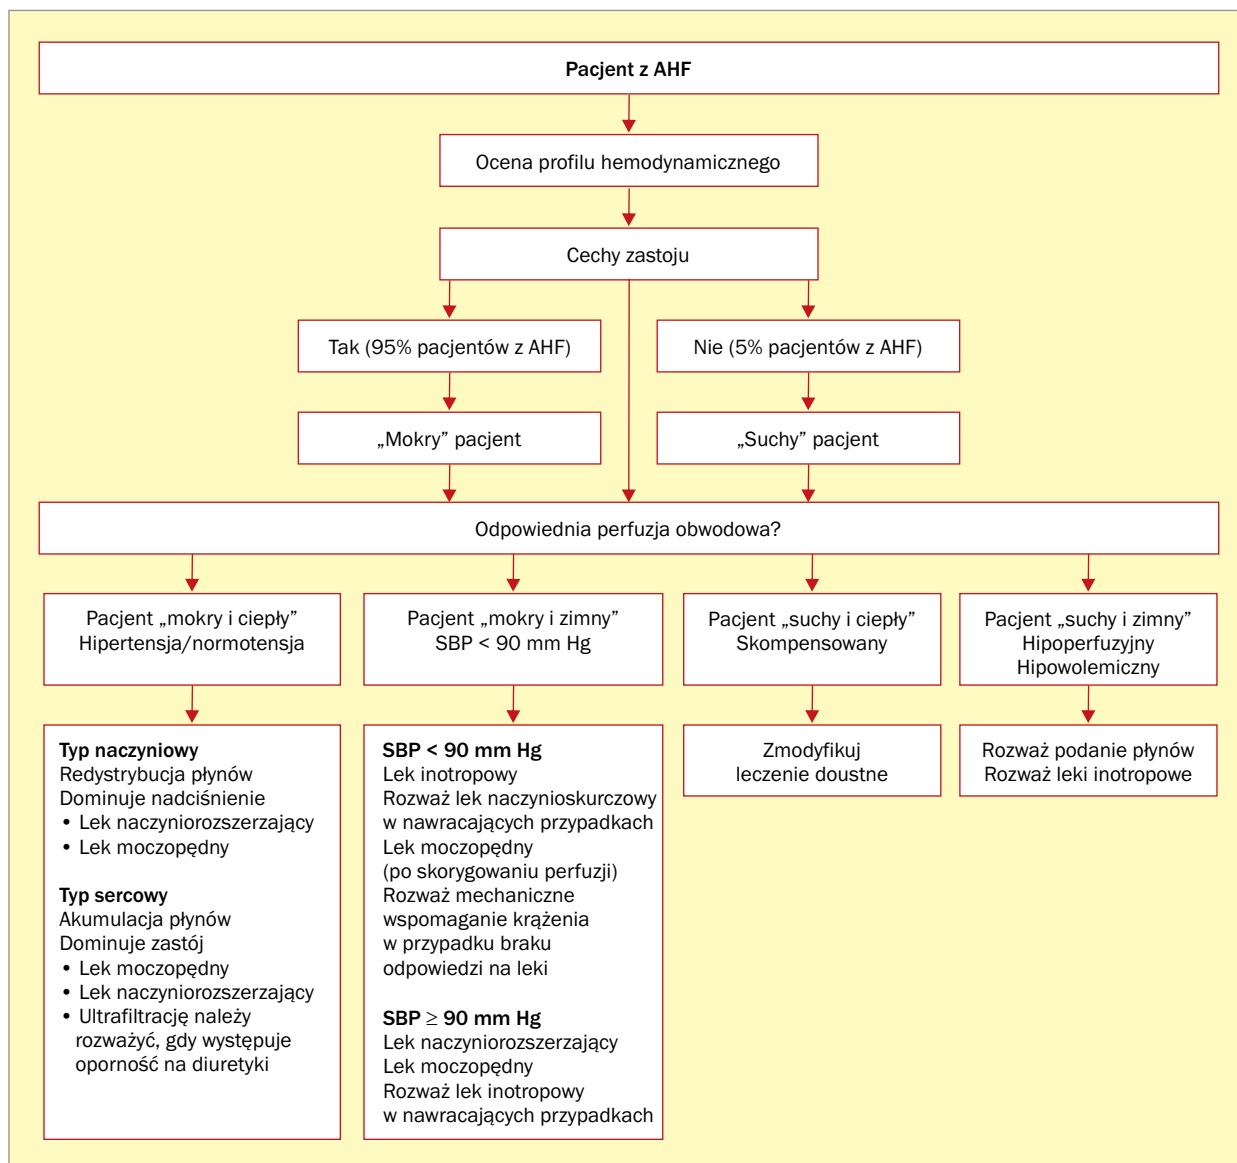 Pacjent z AHF
Ocena profilu hemodynamicznego
Cechy zastoju
Tak (95% pacjentów z AHF)
Nie (5% pacjentów z AHF)
„Mokry” pacjent
„Suchy” pacjent
Odpowiednia perfuzja obwodowa?
Pacjent „mokry i ciepły”
Hipertensja/normotensja
Pacjent „mokry i zimny”
SBP < 90 mm Hg
Pacjent „suchy i ciepły”
Skompensowany
Pacjent „suchy i zimny”
Hipoperfuzyjny
Hipowolemiczny
Typ naczyniowy
Redystrybucja płynów
Dominuje nadciśnienie
• Lek naczyniorozszerzający
• Lek moczopędny
Typ sercowy
Akumulacja płynów
Dominuje zastój
• Lek moczopędny
• Lek naczyniorozszerzający
• Ultrafiltrację należy
rozważyć, gdy występuje
oporność na diuretyki
SBP < 90 mm Hg
Lek inotropowy
Rozważ lek naczynioskurczowy
w nawracających przypadkach
Lek moczopędny
(po skorygowaniu perfuzji)
Rozważ mechaniczne
wspomaganie krążenia
w przypadku braku
odpowiedzi na leki
SBP ≥ 90 mm Hg
Lek naczyniorozszerzający
Lek moczopędny
Rozważ lek inotropowy
w nawracających przypadkach
Zmodyfikuj
leczenie doustne
Rozważ podanie płynów
Rozważ leki inotropowe